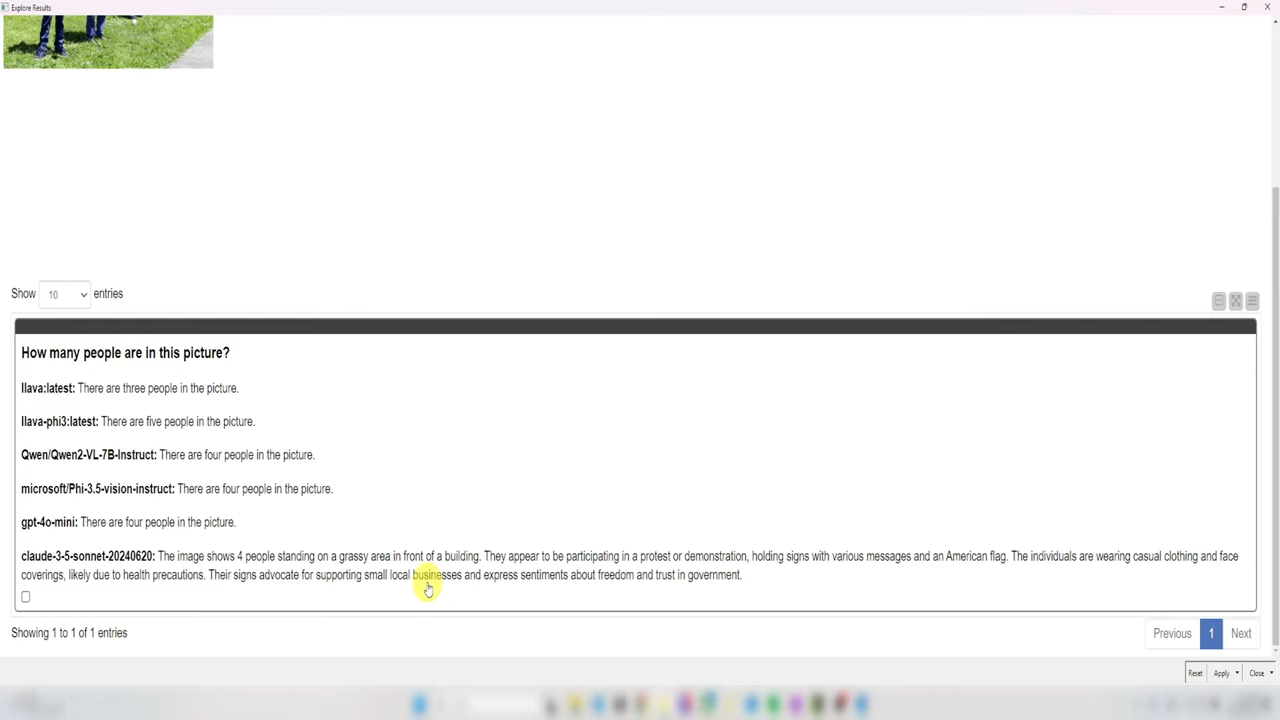 Explore Results
Show 10 entries
How many people are in this picture?
llava:latest: There are three people in the picture.
llava-phi3:latest: There are five people in the picture.
Qwen/Qwen2-VL-7B-Instruct: There are four people in the picture.
microsoft/Phi-3.5-vision-instruct: There are four people in the picture.
gpt-4o-mini: There are four people in the picture.
claude-3-5-sonnet-20240620: The image shows 4 people standing on a grassy area in front of a building. They appear to be participating in a protest or demonstration, holding signs with various messages and an American flag. The individuals are wearing casual clothing and face
coverings, likely due to health precautions. Their signs advocate for supporting small local businesses and express sentiments about freedom and trust in government.
Showing 1 to 1 of 1 entries
Previous 1 Next
Reset Apply Close